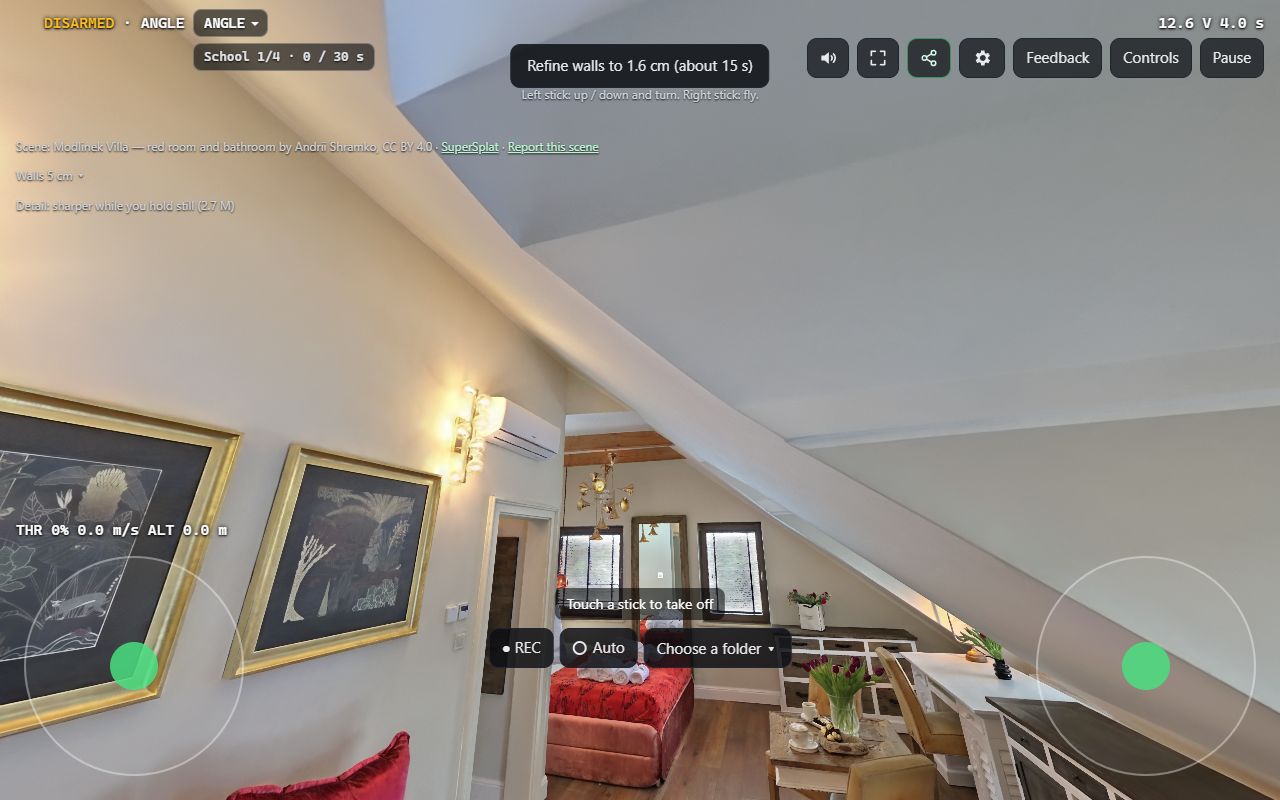 DISARMED · ANGLE ANGLE
12.6 V 4.0 s
School 1/4 · 0 / 30 s
Refine walls to 1.6 cm (about 15 s)
Feedback
Controls
Pause
Left stick: up / down and turn. Right stick: fly.
Scene: Modlinek Villa — red room and bathroom by Andrii Shramko, CC BY 4.0 · SuperSplat · Report this scene
Walls 5 cm
Detail: sharper while you hold still (2.7 M)
THR 0% 0.0 m/s ALT 0.0 m
Touch a stick to take off
REC
Auto
Choose a folder